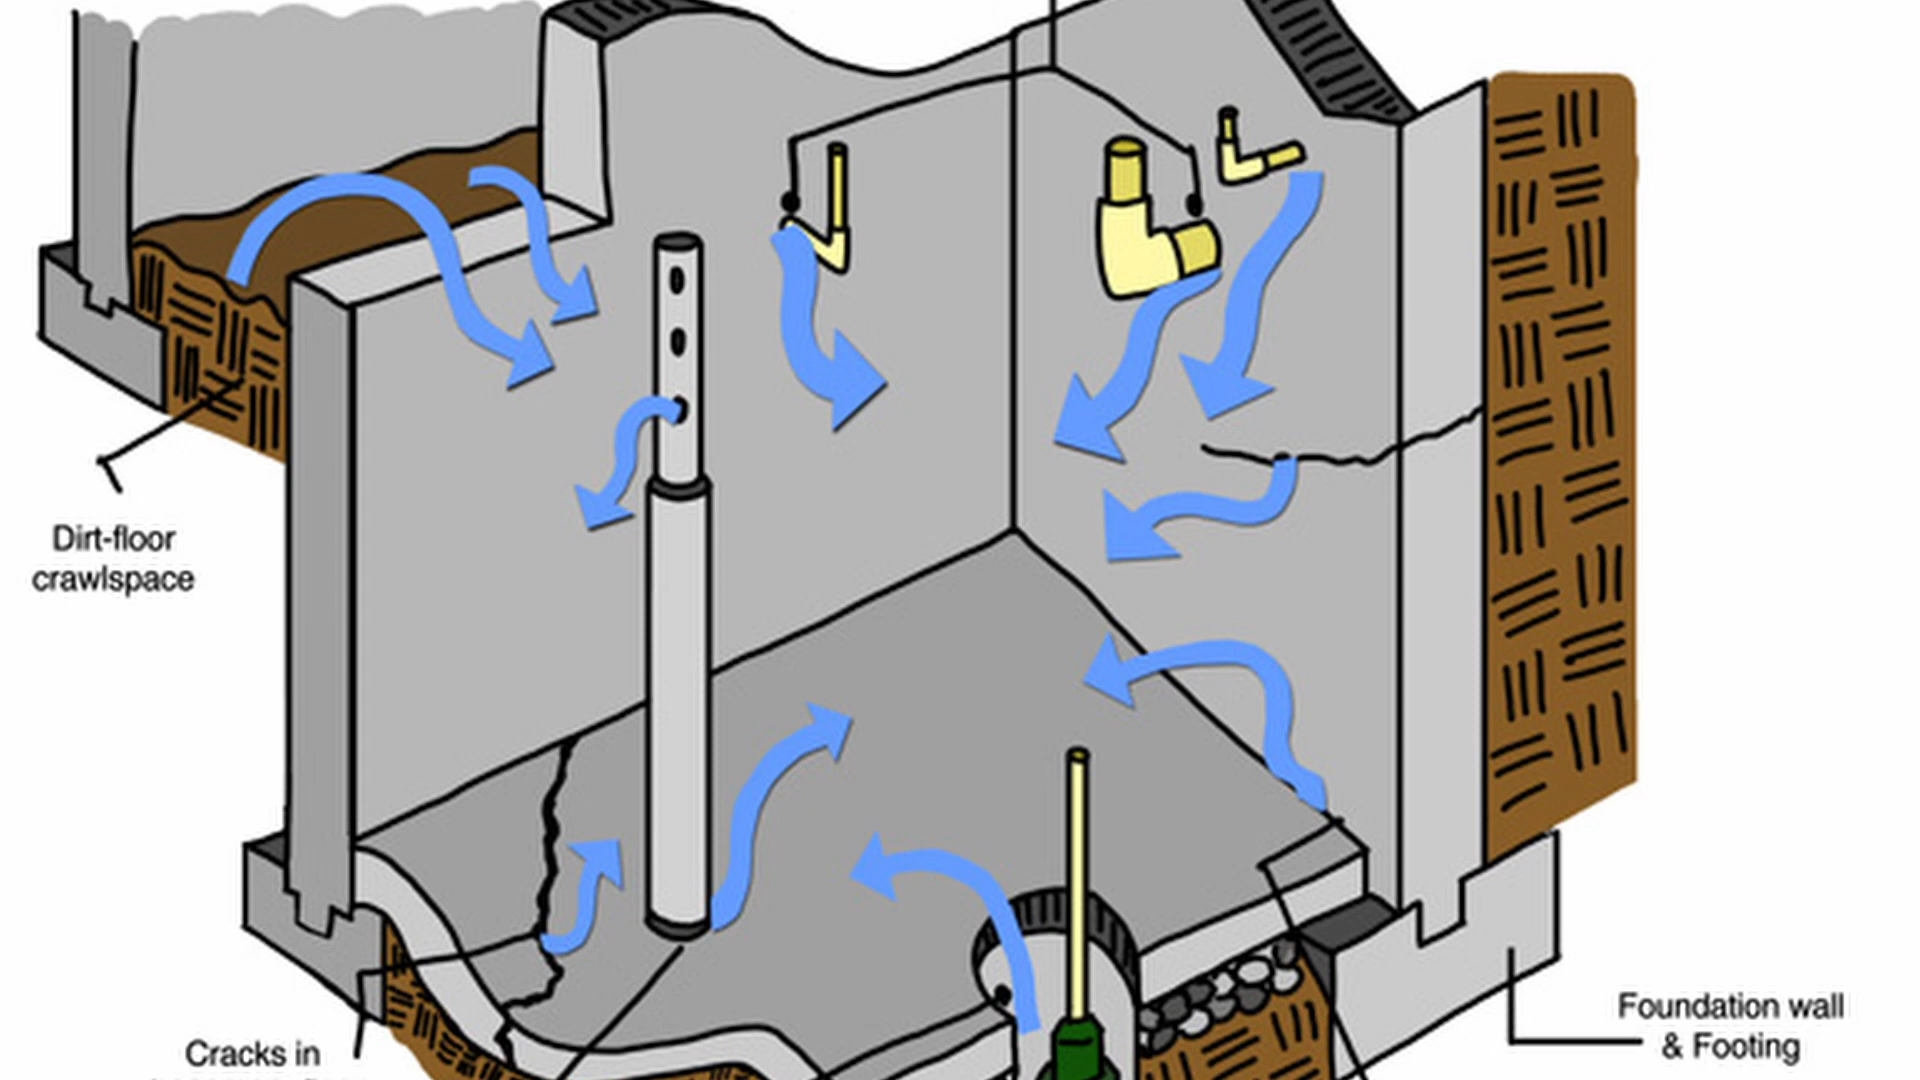 Dirt-floor
crawlspace
Foundation wall
& Footing
Cracks in